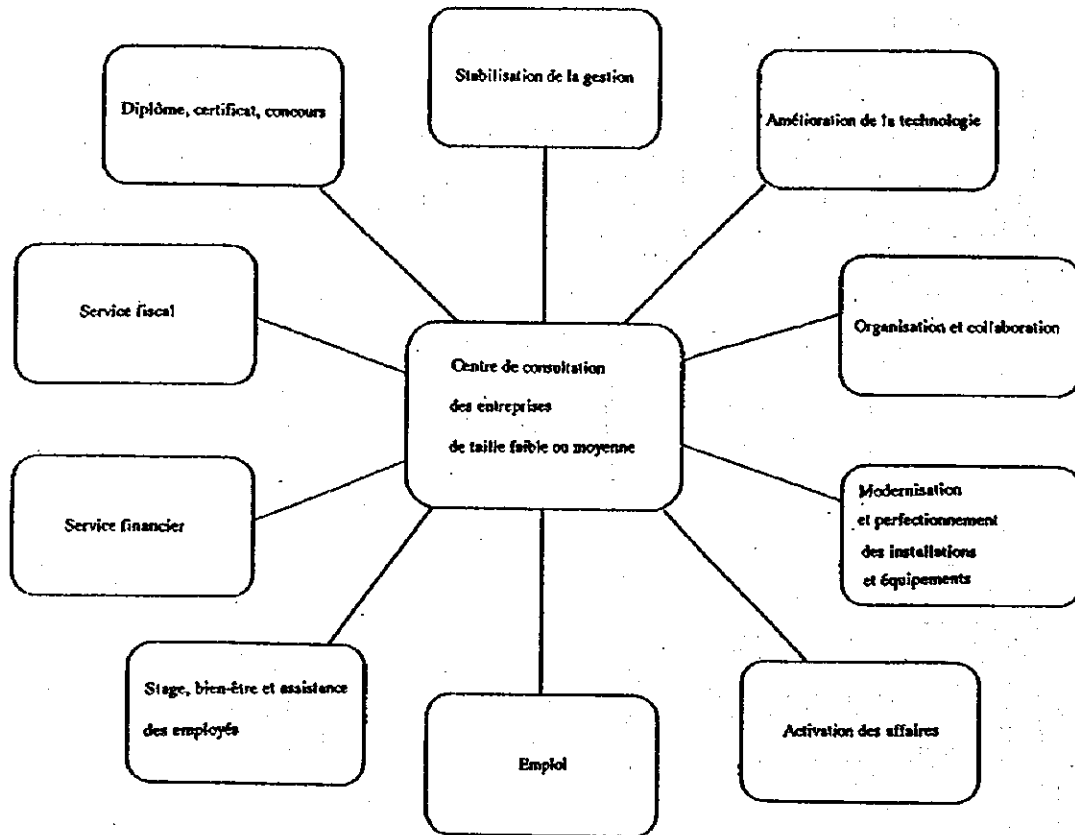 Stabilisation de la gestion
Diplôme, certificat, concours
Amélioration de la technologie
Service fiscal
Organisation et collaboration
Centre de consultation
des entreprises
de taille faible ou moyenne
Service financier
Modernisation
et perfectionnement
des installations
et équipements
Stage, bien-être et assistance
des employés
Emploi
Activation des affaires